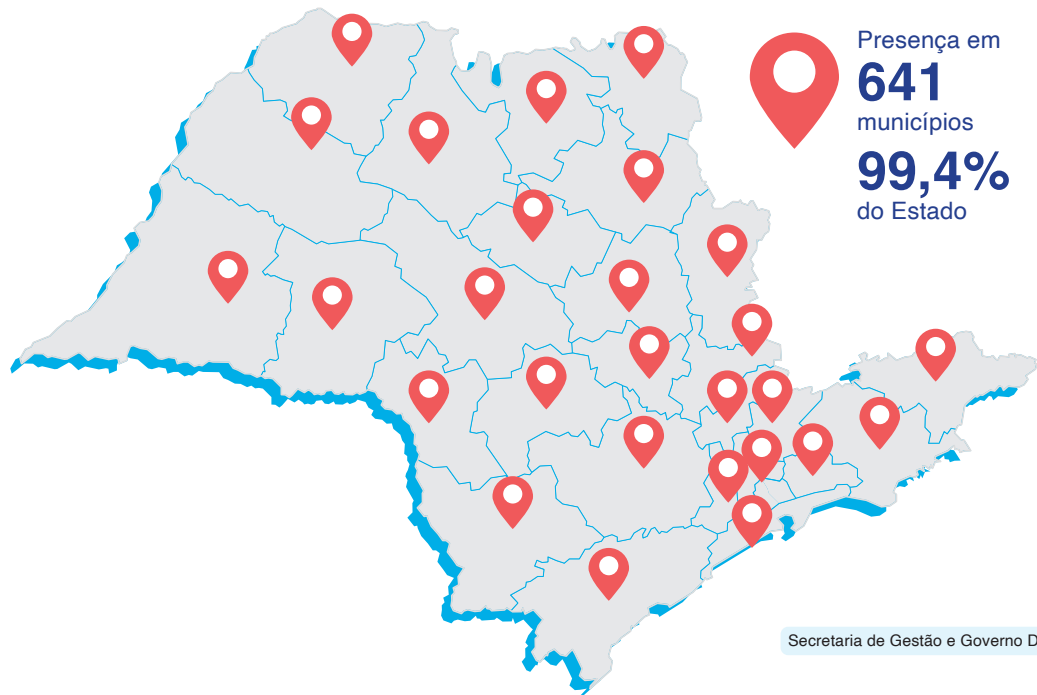 Presença em
641
municípios
99,4%
do Estado
Secretaria de Gestão e Governo D